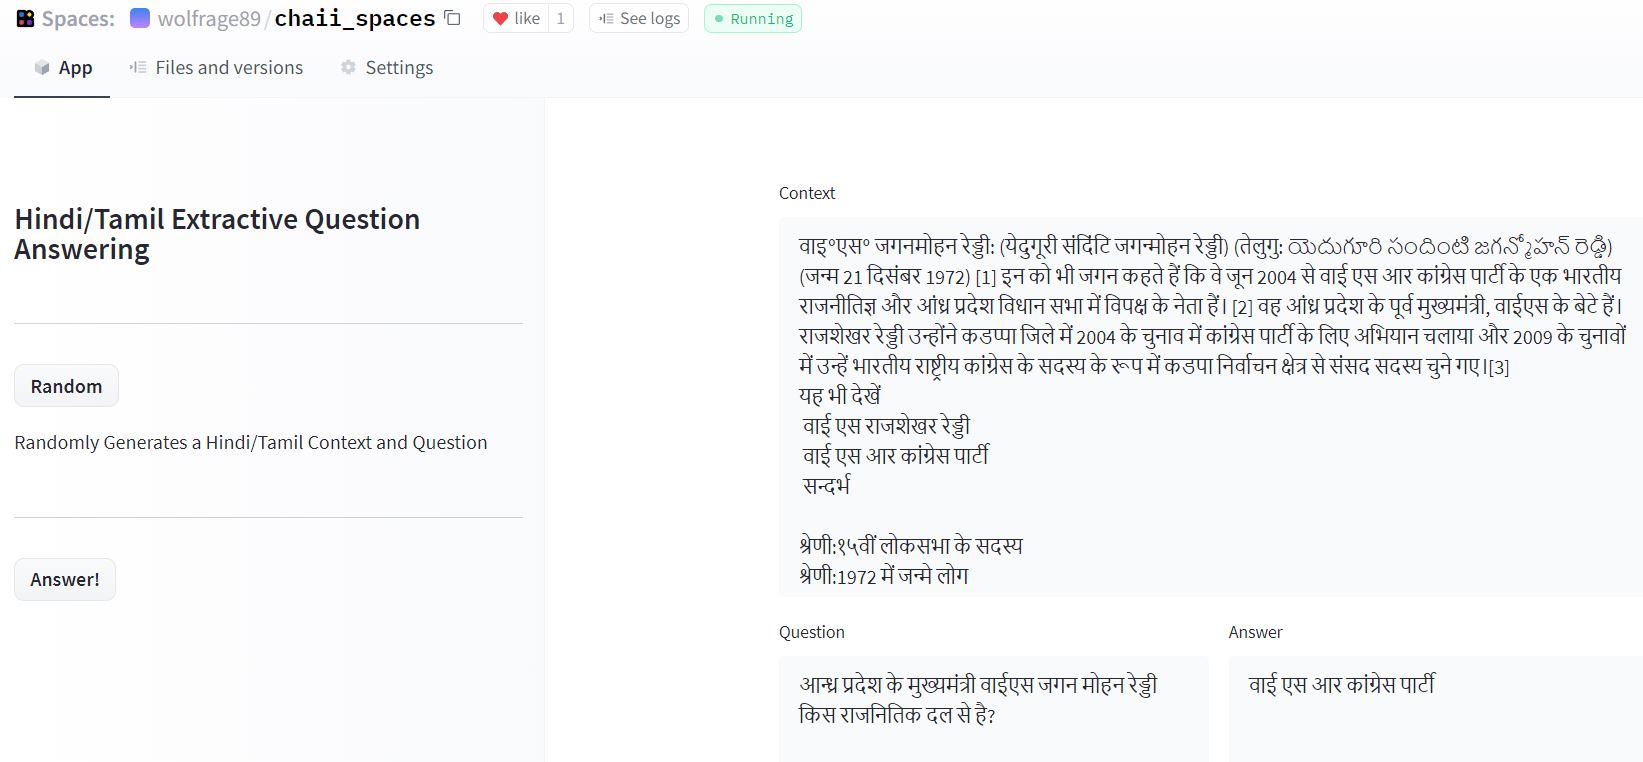 Spaces: wolfrage89/chaii_spaces like 1 See logs Running
App Files and versions Settings
Hindi/Tamil Extractive Question
Answering
Random
Randomly Generates a Hindi/Tamil Context and Question
Answer!
Context
वाइ°एस° जगनमोहन रेड्डी: (येदुगूरी संदिंटि जगन्मोहन रेड्डी) (तेलुगु: యెదుగూరి సందింటి జగన్మోహన్ రెడ్డి)
(जन्म 21 दिसंबर 1972) [1] इन को भी जगन कहते हैं कि वे जून 2004 से वाई एस आर कांग्रेस पार्टी के एक भारतीय
राजनीतिज्ञ और आंध्र प्रदेश विधान सभा में विपक्ष के नेता हैं। [2] वह आंध्र प्रदेश के पूर्व मुख्यमंत्री, वाईएस के बेटे हैं।
राजशेखर रेड्डी उन्होंने कडप्पा जिले में 2004 के चुनाव में कांग्रेस पार्टी के लिए अभियान चलाया और 2009 के चुनावों
में उन्हें भारतीय राष्ट्रीय कांग्रेस के सदस्य के रूप में कडपा निर्वाचन क्षेत्र से संसद सदस्य चुने गए।[3]
यह भी देखें
वाई एस राजशेखर रेड्डी
वाई एस आर कांग्रेस पार्टी
सन्दर्भ
श्रेणी:१५वीं लोकसभा के सदस्य
श्रेणी:1972 में जन्मे लोग
Question
आन्ध्र प्रदेश के मुख्यमंत्री वाईएस जगन मोहन रेड्डी
किस राजनितिक दल से है?
Answer
वाई एस आर कांग्रेस पार्टी